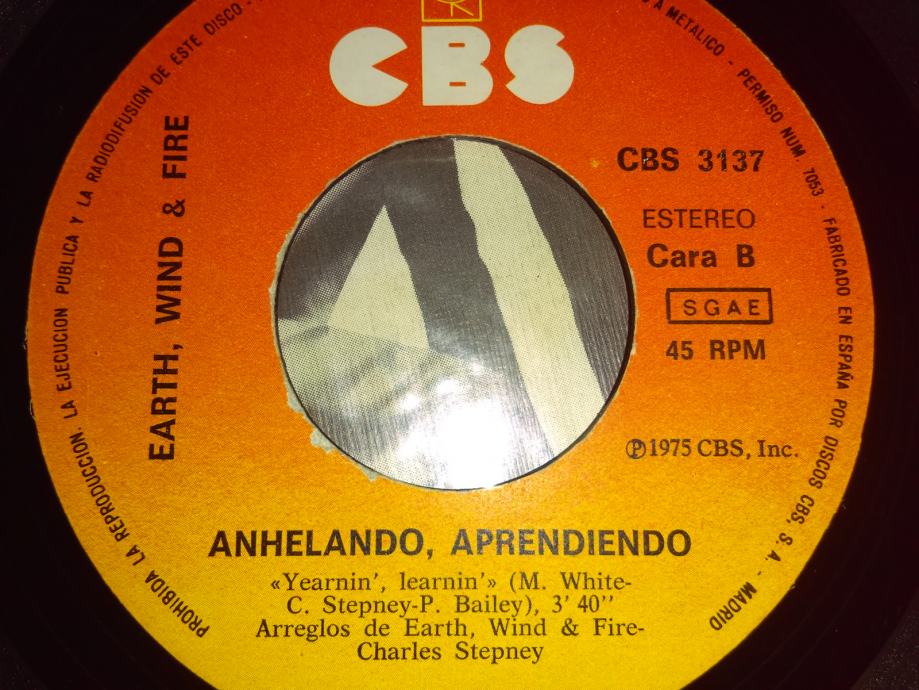 CBS
EARTH, WIND & FIRE
CBS 3137
ESTEREO
Cara B
SGAE
45 RPM
℗1975 CBS, Inc.
ANHELANDO, APRENDIENDO
«Yearnin', learnin'» (M. White-
C. Stepney-P. Bailey), 3' 40''
Arreglos de Earth, Wind & Fire-
Charles Stepney
PROHIBIDA LA REPRODUCCION, LA EJECUCION PUBLICA Y LA RADIODIFUSION DE ESTE DISCO -
A METALICO - PERMISO NUM. 7053 - FABRICADO EN ESPAÑA POR DISCOS CBS, S. A. - MADRID